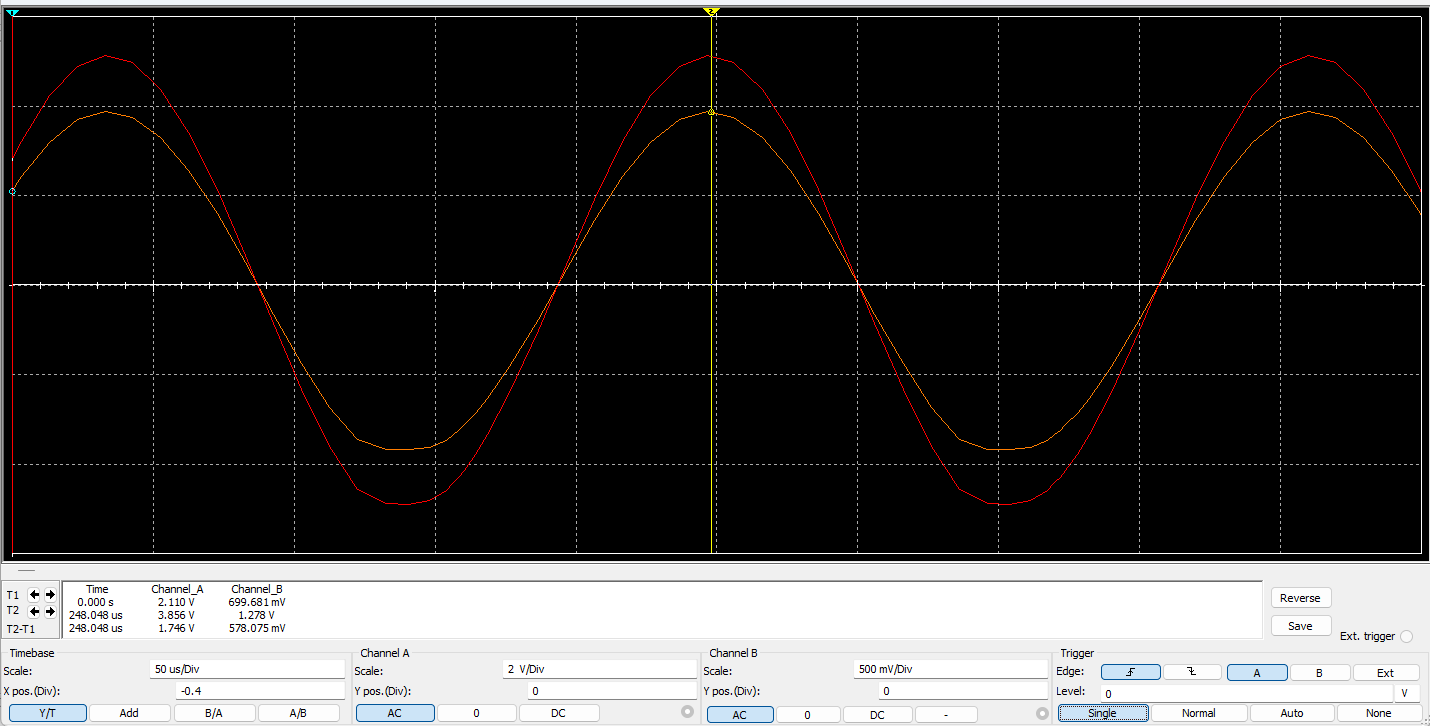 Time Channel_A Channel_B
T1 0.000 s 2.110 V 699.681 mV
T2 248.048 us 3.856 V 1.278 V
T2-T1 248.048 us 1.746 V 578.075 mV
Reverse
Save
Ext. trigger
Timebase
Scale: 50 us/Div
X pos.(Div): -0.4
Y/T Add B/A A/B
Channel A
Scale: 2 V/Div
Y pos.(Div): 0
AC 0 DC
Channel B
Scale: 500 mV/Div
Y pos.(Div): 0
AC 0 DC -
Trigger
Edge: A B Ext
Level: 0 V
Single Normal Auto None